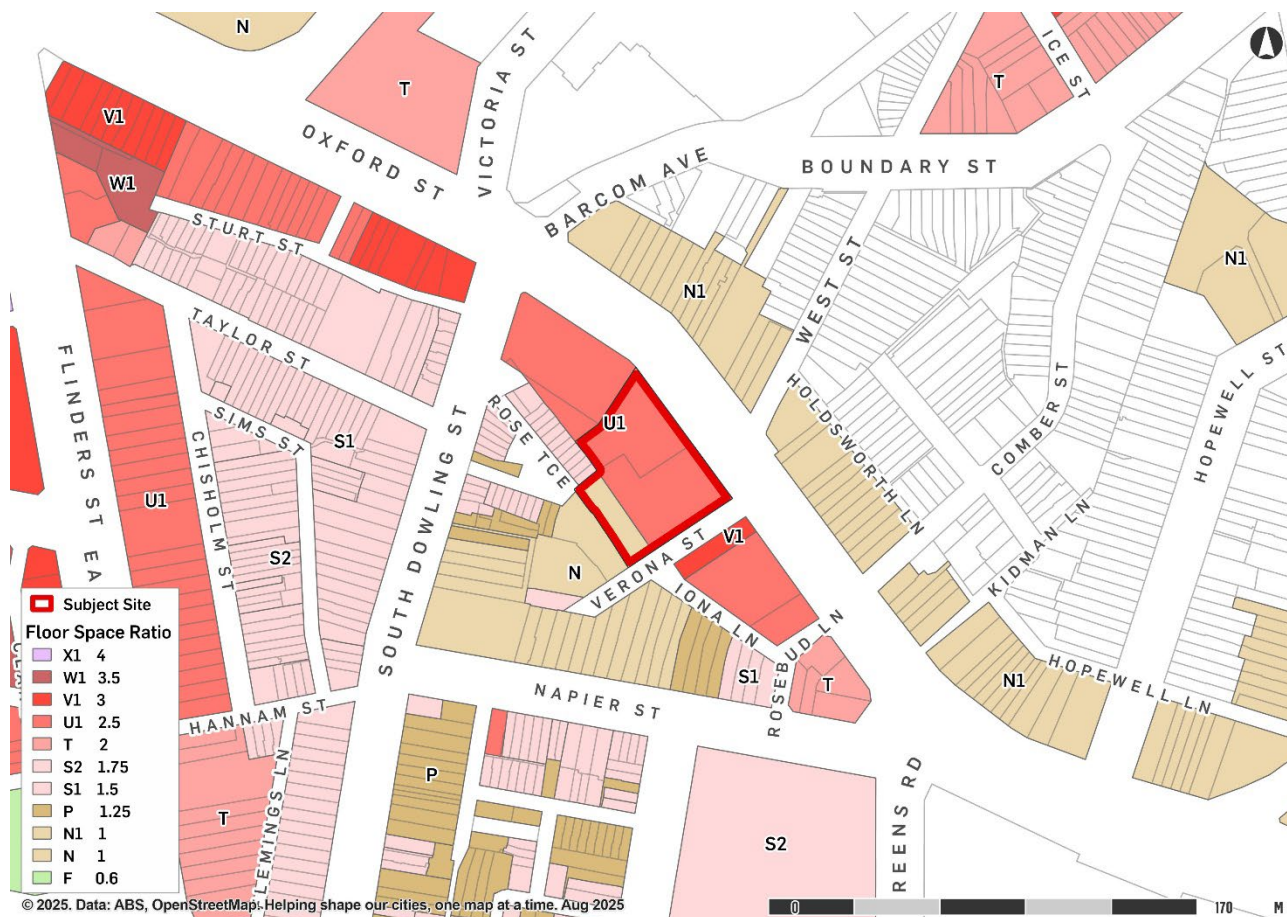 N
T
VICTORIA ST
ICE ST
T
V1
OXFORD ST
W1
BARCOM AVE
BOUNDARY ST
STURT ST
N1
N1
WEST ST
TAYLOR ST
FLINDERS ST EA
SIMS ST
S1
CHISHOLM ST
U1
S2
SOUTH DOWLING ST
ROSE TCE
U1
HOLDSWORTH LN
COMBER ST
HOPEWELL ST
KIDMAN LN
V1
VERONA ST
N
IONA LN
ROSEBUD LN
S1
T
N1
HOPEWELL LN
NAPIER ST
HANNAM ST
P
T
FLEMINGS LN
S2
GREENS RD
Subject Site
Floor Space Ratio
X1 4
W1 3.5
V1 3
U1 2.5
T 2
S2 1.75
S1 1.5
P 1.25
N1 1
N 1
F 0.6
© 2025. Data: ABS, OpenStreetMap. Helping shape our cities, one map at a time. Aug 2025
0 170 M